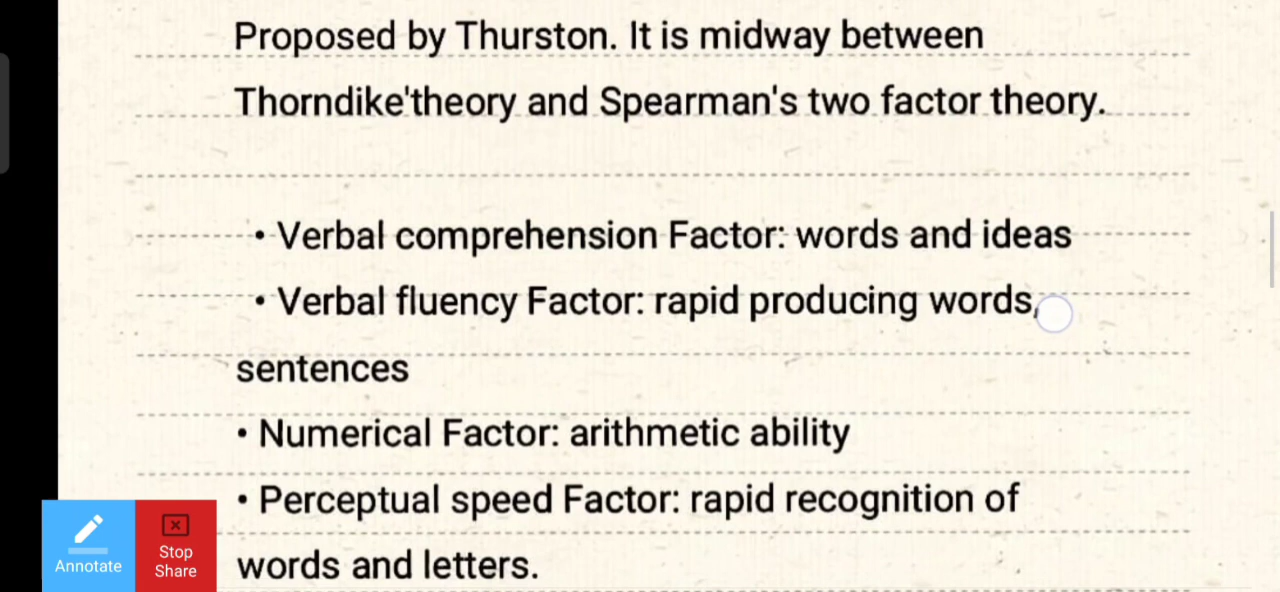 Proposed by Thurston. It is midway between
Thorndike'theory and Spearman's two factor theory.
• Verbal comprehension Factor: words and ideas
• Verbal fluency Factor: rapid producing words,
sentences
• Numerical Factor: arithmetic ability
• Perceptual speed Factor: rapid recognition of
words and letters.
Annotate
Stop
Share